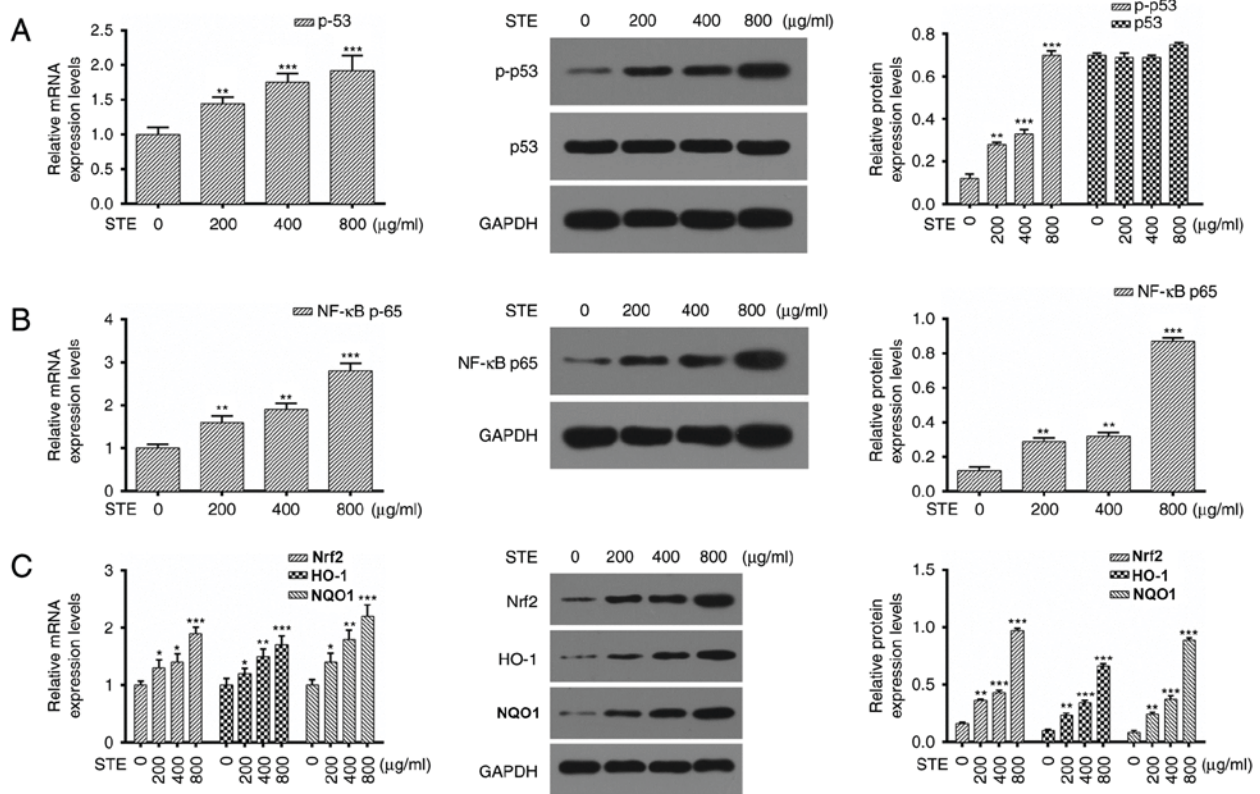 A
p-53
Relative mRNA
expression levels
2.5
2.0
1.5
1.0
0.5
0.0
***
***
**
STE 0 200 400 800 (μg/ml)
STE 0 200 400 800 (μg/ml)
p-p53
p53
GAPDH
p-p53
p53
Relative protein
expression levels
0.8
0.6
0.4
0.2
0.0
***
***
**
STE 0 200 400 800 0 200 400 800 (μg/ml)
B
NF-κB p-65
Relative mRNA
expression levels
4
3
2
1
0
***
**
**
STE 0 200 400 800 (μg/ml)
STE 0 200 400 800 (μg/ml)
NF-κB p65
GAPDH
NF-κB p65
Relative protein
expression levels
1.0
0.8
0.6
0.4
0.2
0.0
***
**
**
STE 0 200 400 800 (μg/ml)
C
Nrf2
HO-1
NQO1
Relative mRNA
expression levels
3
2
1
0
* * *** * ** *** * ** ***
STE 0 200 400 800 0 200 400 800 0 200 400 800 (μg/ml)
STE 0 200 400 800 (μg/ml)
Nrf2
HO-1
NQO1
GAPDH
Nrf2
HO-1
NQO1
Relative protein
expression levels
1.5
1.0
0.5
0.0
** *** *** ** *** *** ** *** ***
STE 0 200 400 800 0 200 400 800 0 200 400 800 (μg/ml)